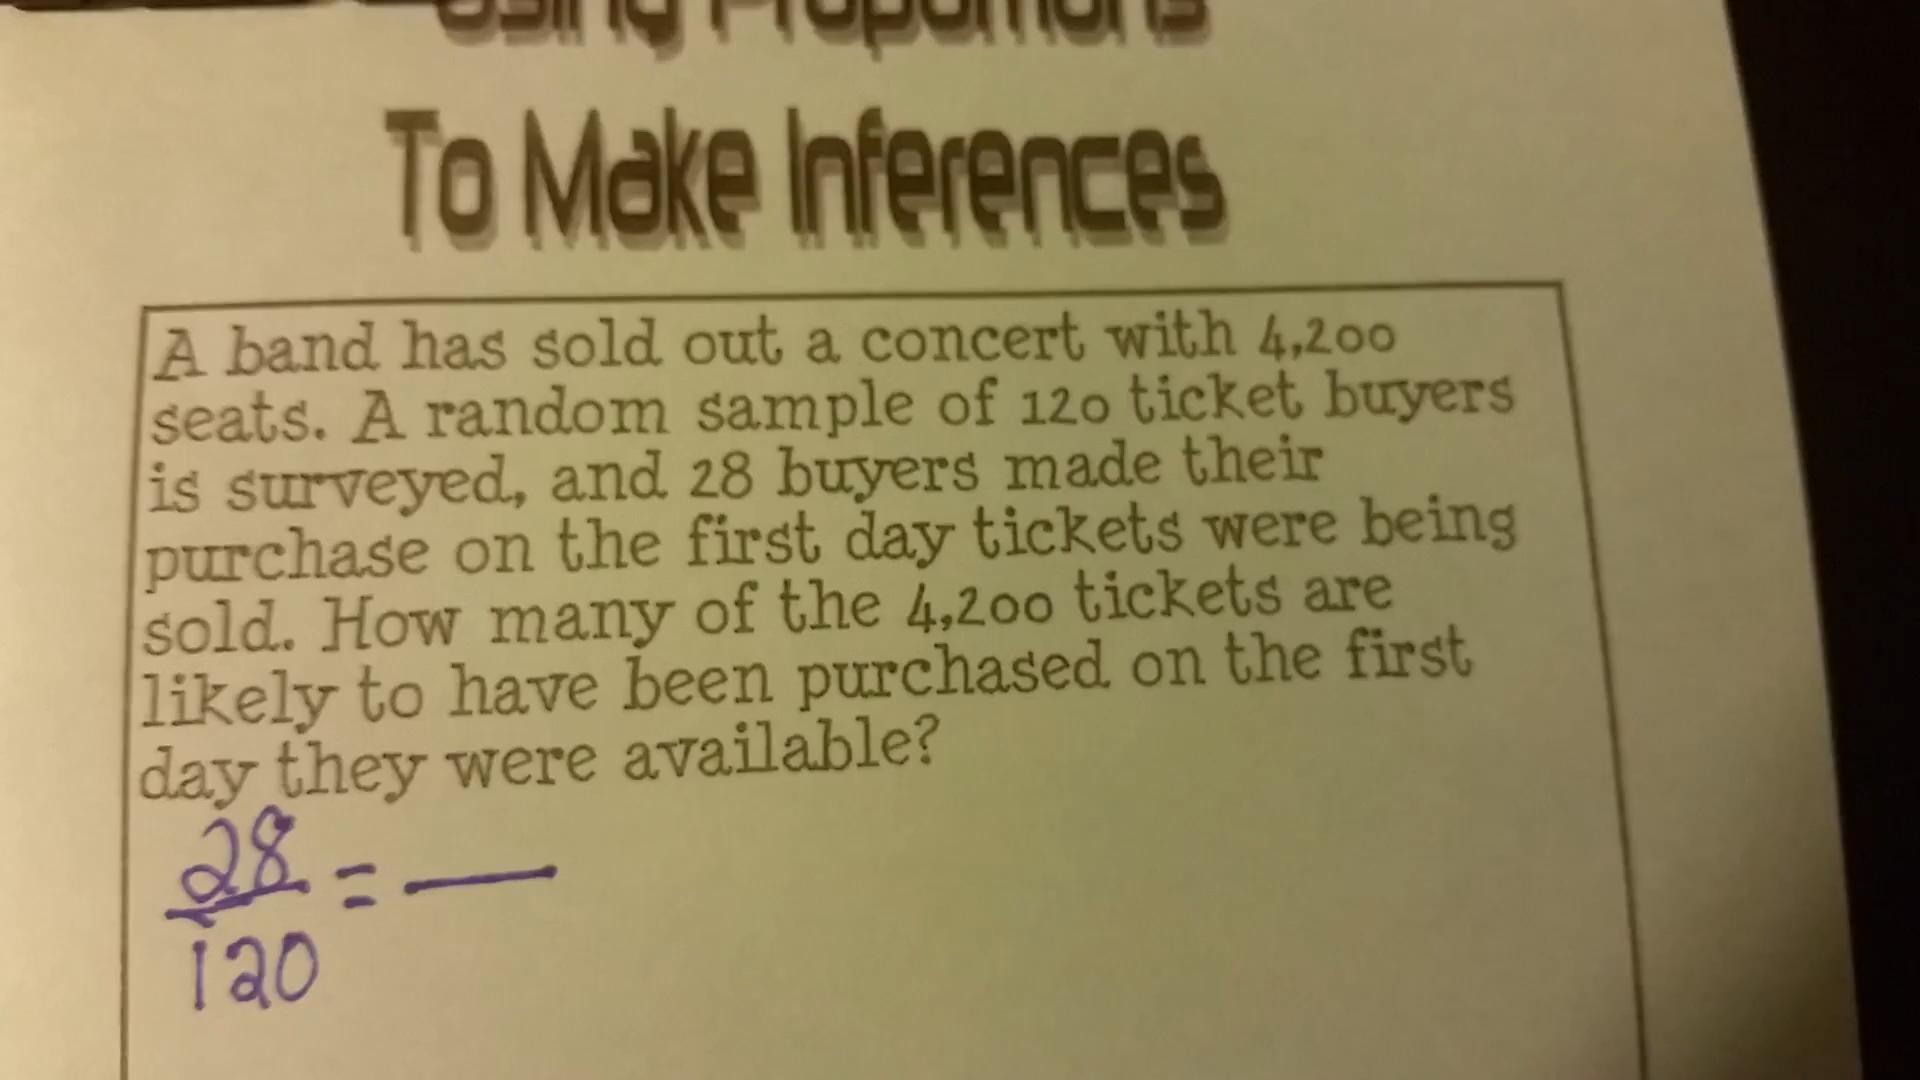 Using Proportions
To Make Inferences
A band has sold out a concert with 4,200
seats. A random sample of 120 ticket buyers
is surveyed, and 28 buyers made their
purchase on the first day tickets were being
sold. How many of the 4,200 tickets are
likely to have been purchased on the first
day they were available?
28
=
120